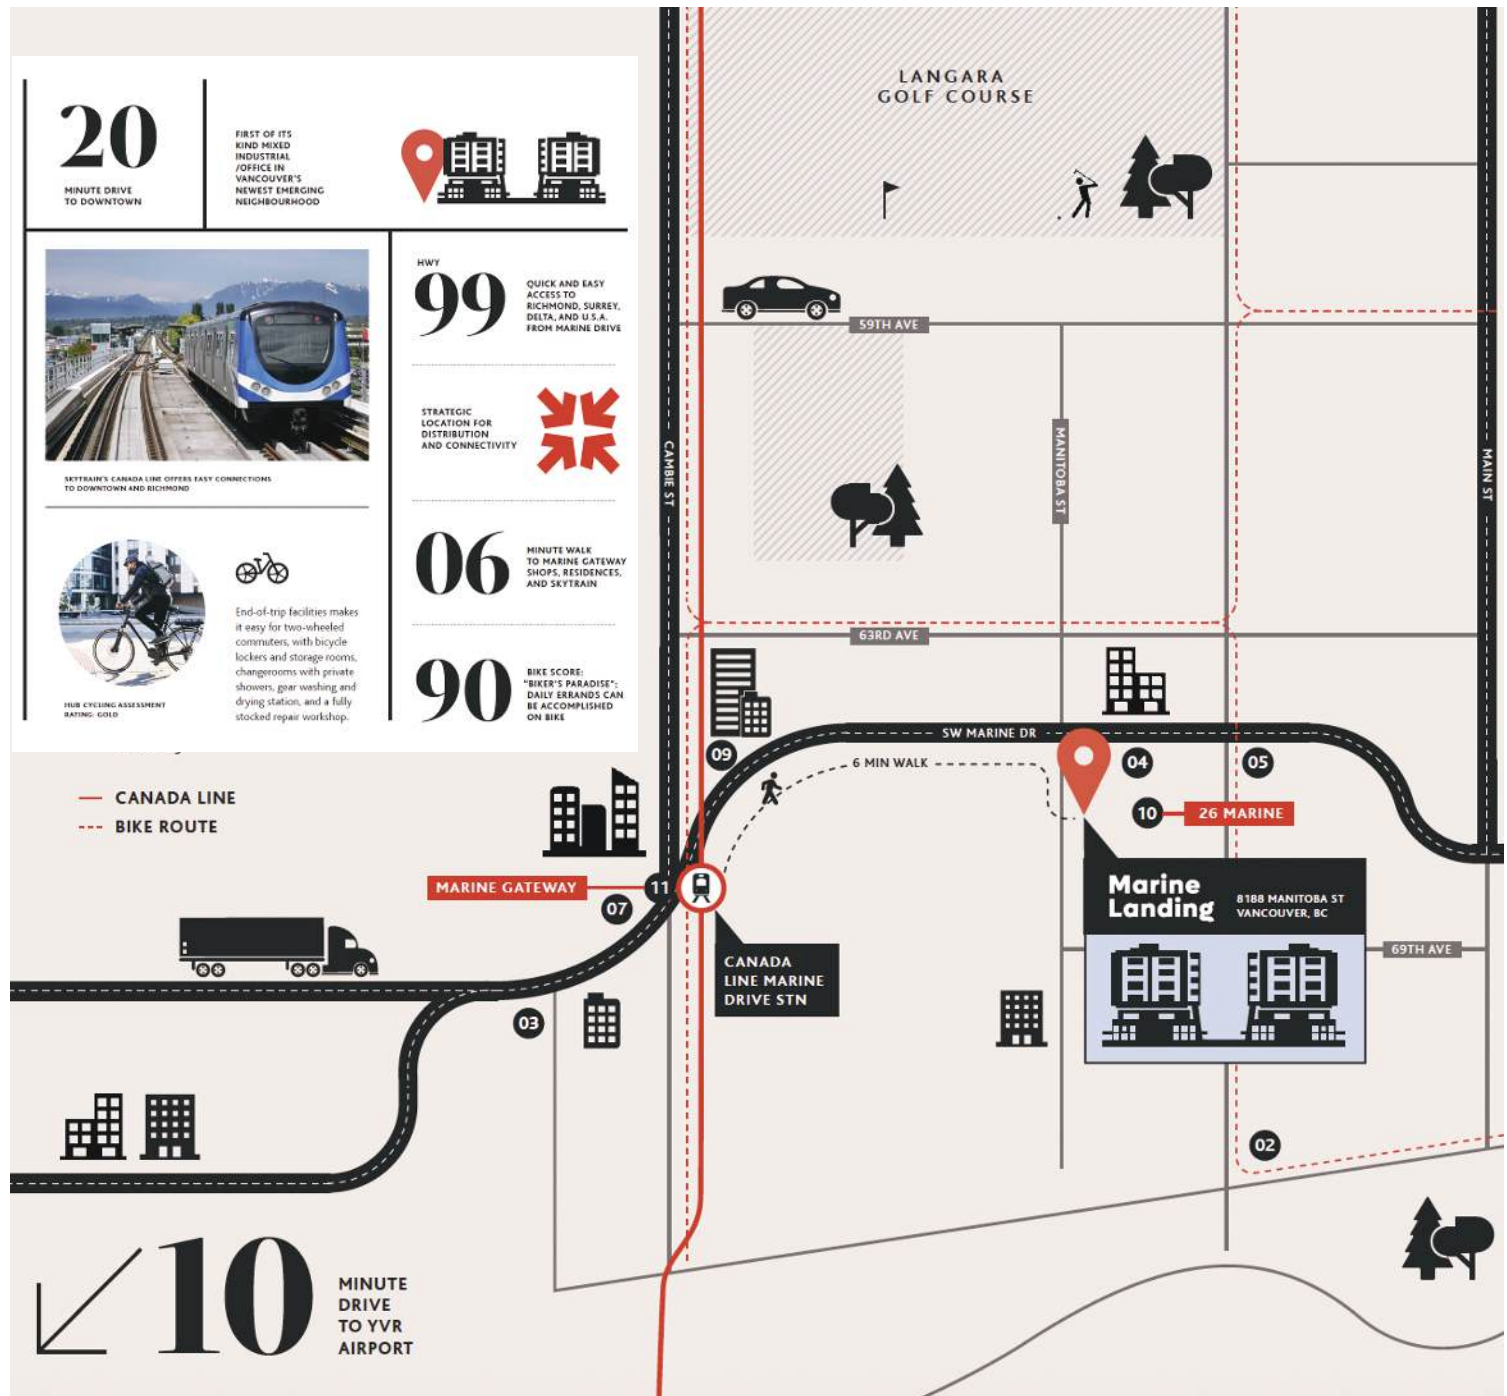 20
MINUTE DRIVE
TO DOWNTOWN
FIRST OF ITS
KIND MIXED
INDUSTRIAL
/OFFICE IN
VANCOUVER'S
NEWEST EMERGING
NEIGHBOURHOOD
SKYTRAIN'S CANADA LINE OFFERS EASY CONNECTIONS
TO DOWNTOWN AND RICHMOND
HUB CYCLING ASSESSMENT
RATING: GOLD
End-of-trip facilities makes
it easy for two-wheeled
commuters, with bicycle
lockers and storage rooms,
changerooms with private
showers, gear washing and
drying station, and a fully
stocked repair workshop.
HWY
99
QUICK AND EASY
ACCESS TO
RICHMOND, SURREY,
DELTA, AND U.S.A.
FROM MARINE DRIVE
STRATEGIC
LOCATION FOR
DISTRIBUTION
AND CONNECTIVITY
06
MINUTE WALK
TO MARINE GATEWAY
SHOPS, RESIDENCES,
AND SKYTRAIN
90
BIKE SCORE:
"BIKER'S PARADISE";
DAILY ERRANDS CAN
BE ACCOMPLISHED
ON BIKE
CANADA LINE
BIKE ROUTE
LANGARA
GOLF COURSE
59TH AVE
CAMBIE ST
MANITOBA ST
MAIN ST
63RD AVE
SW MARINE DR
09
6 MIN WALK
04
05
10
26 MARINE
MARINE GATEWAY
11
07
Marine
Landing
8188 MANITOBA ST
VANCOUVER, BC
69TH AVE
CANADA
LINE MARINE
DRIVE STN
03
02
10
MINUTE
DRIVE
TO YVR
AIRPORT